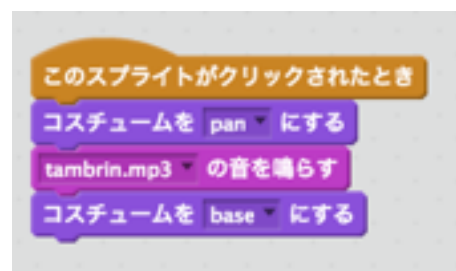 このスプライトがクリックされたとき
コスチュームを pan にする
tambrin.mp3 の音を鳴らす
コスチュームを base にする